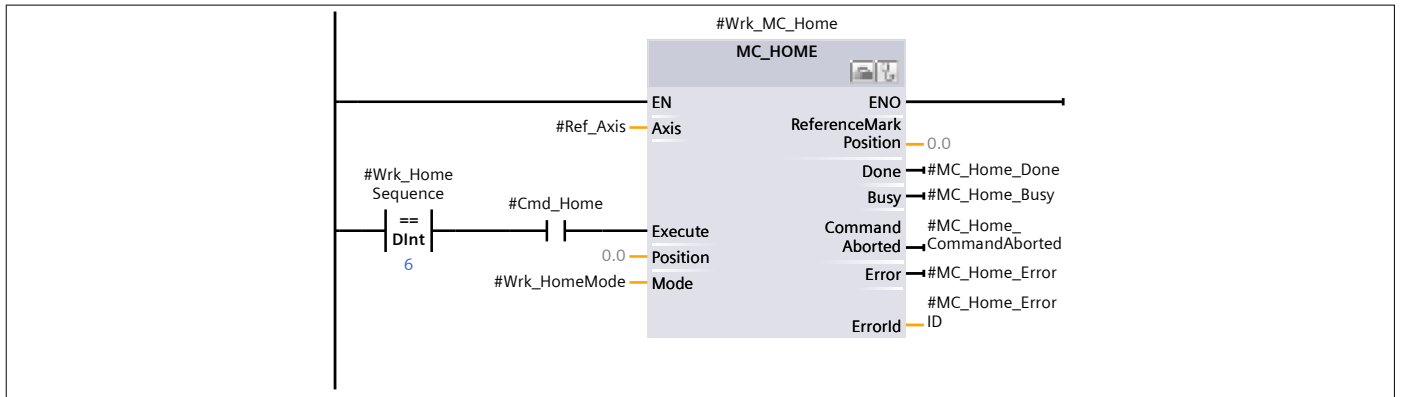 #Wrk_MC_Home
MC_HOME
EN
ENO
#Ref_Axis
Axis
ReferenceMark
Position
0.0
#Wrk_Home
Sequence
Done
#MC_Home_Done
Busy
#MC_Home_Busy
==
DInt
6
#Cmd_Home
Execute
Command
Aborted
#MC_Home_
CommandAborted
0.0
Position
Error
#MC_Home_Error
#Wrk_HomeMode
Mode
ErrorId
#MC_Home_Error
ID